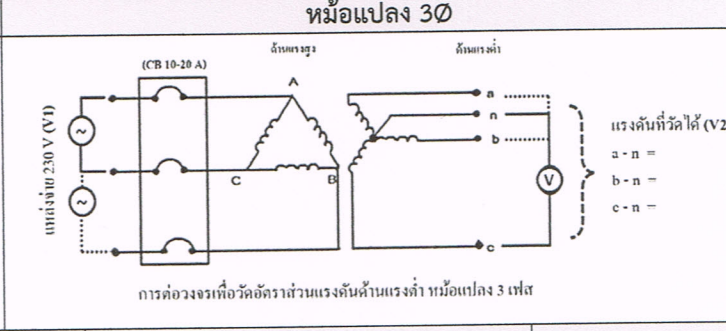 หม้อแปลง 3Ø
ด้านแรงสูง
ด้านแรงต่ำ
(CB 10-20 A)
A
a
n
b
แหล่งจ่าย 230 V (V1)
~
~
C
B
V
c
แรงดันที่วัดได้ (V2
a - n =
b - n =
c - n =
การต่อวงจรเพื่อวัดอัตราส่วนแรงดันด้านแรงต่ำ หม้อแปลง 3 เฟส